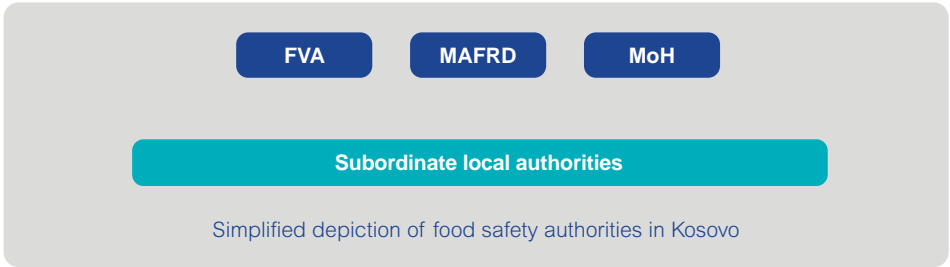 FVA MAFRD MoH
Subordinate local authorities
Simplified depiction of food safety authorities in Kosovo